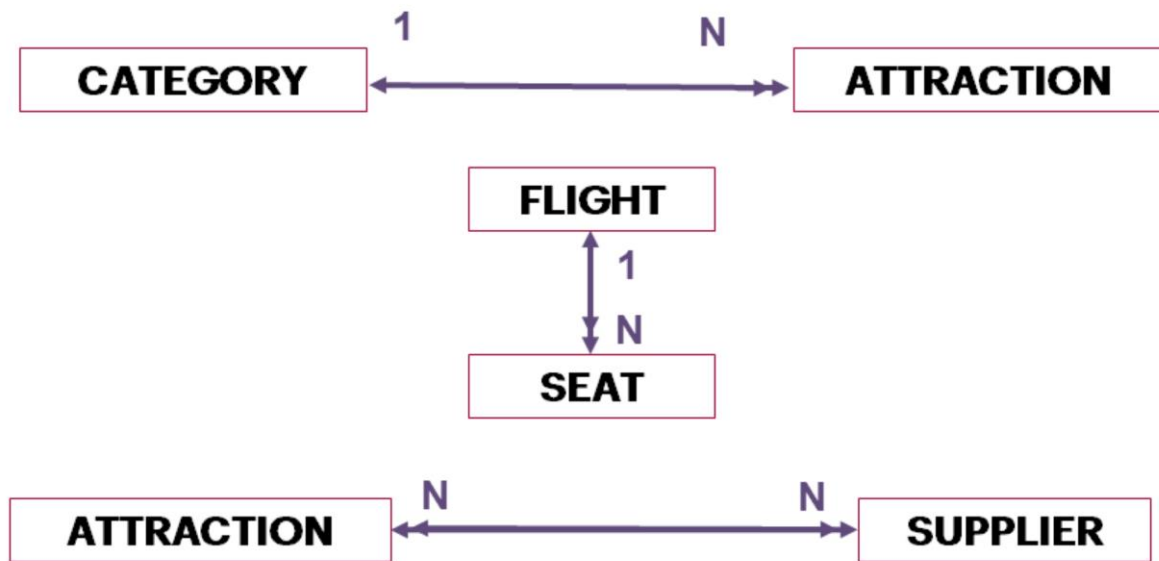 1 N
CATEGORY ATTRACTION
FLIGHT
1
N
SEAT
N N
ATTRACTION SUPPLIER